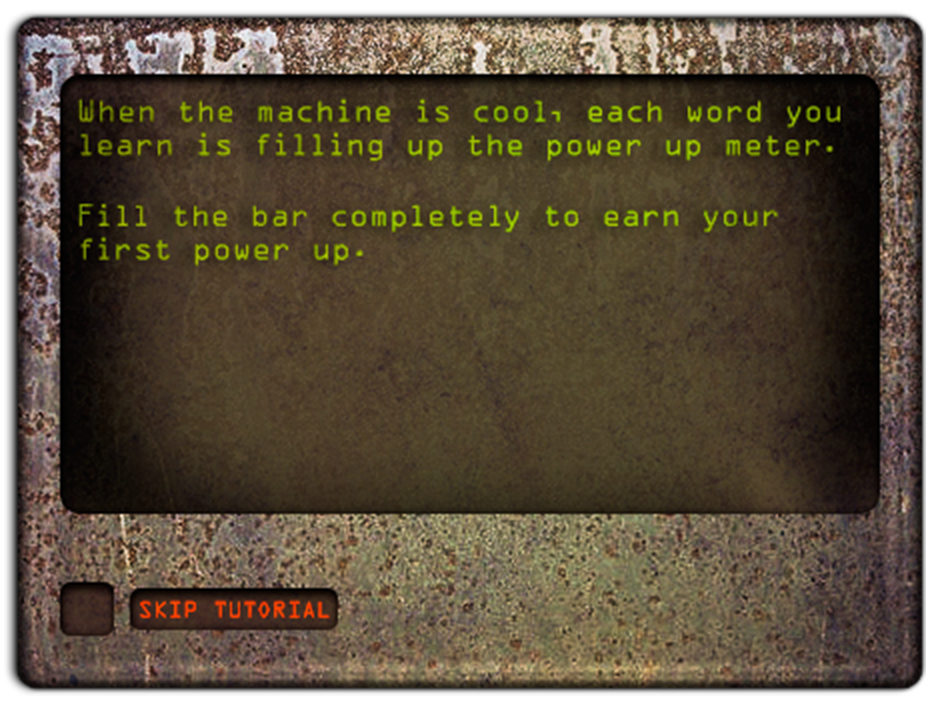 When the machine is cool, each word you
learn is filling up the power up meter.
Fill the bar completely to earn your
first power up.
SKIP TUTORIAL